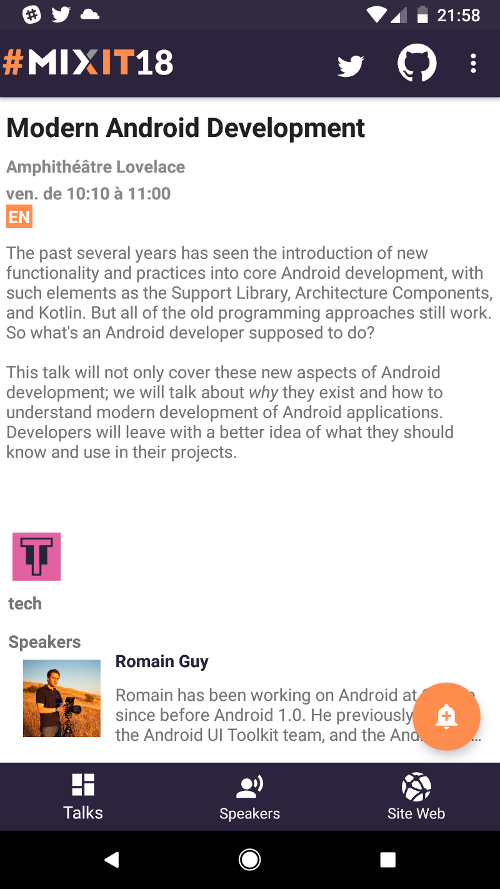 21:58
#MIXIT18
Modern Android Development
Amphithéâtre Lovelace
ven. de 10:10 à 11:00
EN
The past several years has seen the introduction of new
functionality and practices into core Android development, with
such elements as the Support Library, Architecture Components,
and Kotlin. But all of the old programming approaches still work.
So what's an Android developer supposed to do?
This talk will not only cover these new aspects of Android
development; we will talk about why they exist and how to
understand modern development of Android applications.
Developers will leave with a better idea of what they should
know and use in their projects.
tech
Speakers
Romain Guy
Romain has been working on Android at
since before Android 1.0. He previously
the Android UI Toolkit team, and the
Talks
Speakers
Site Web